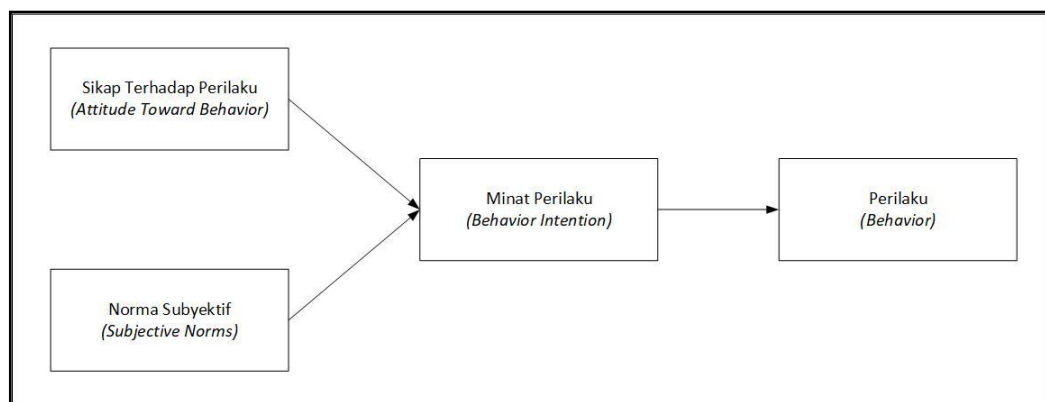 Sikap Terhadap Perilaku
(Attitude Toward Behavior)
Minat Perilaku
(Behavior Intention)
Perilaku
(Behavior)
Norma Subyektif
(Subjective Norms)